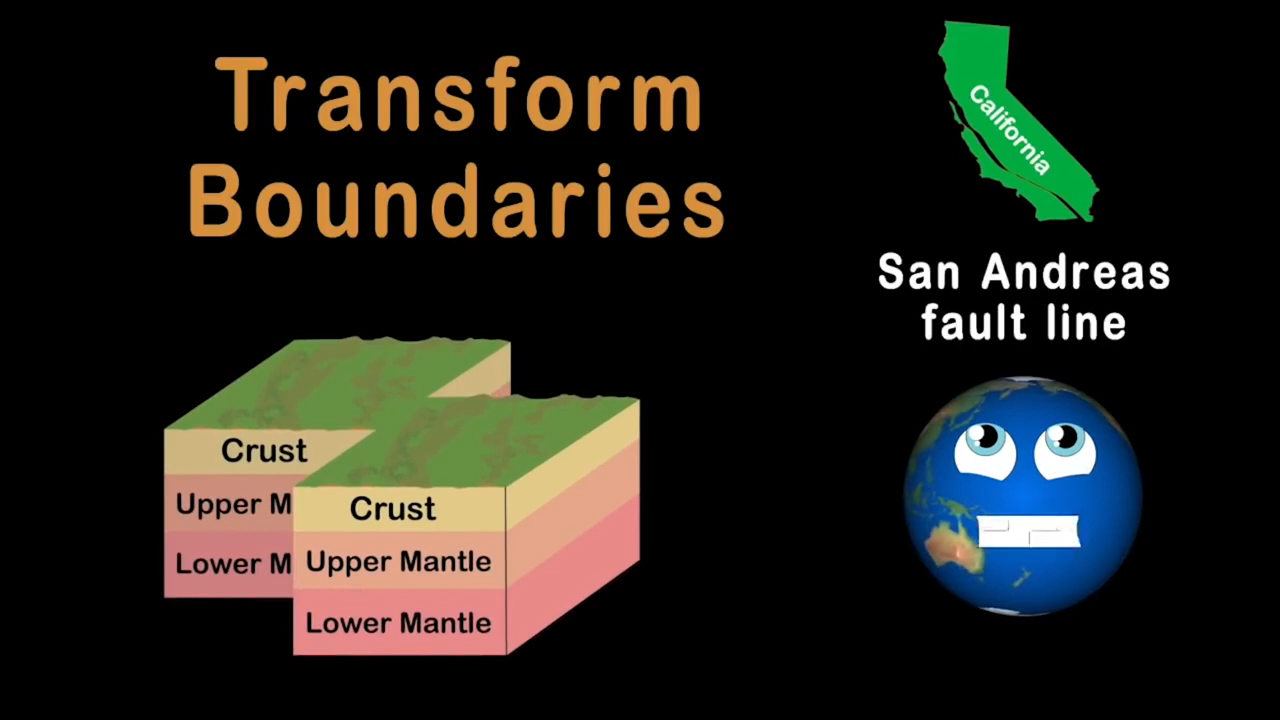 Transform
Boundaries
California
San Andreas
fault line
Crust
Upper M
Lower M
Crust
Upper Mantle
Lower Mantle